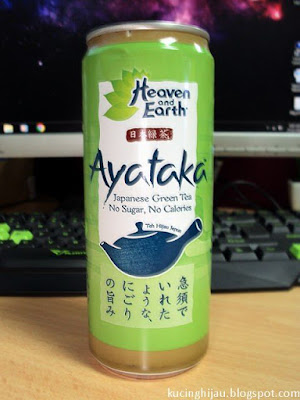 Heaven
and
Earth
日本緑茶
Ayataka
Japanese Green Tea
No Sugar, No Calories
急須で
いれた
ような、
にごり
の旨み
kucinghijau.blogspot.com